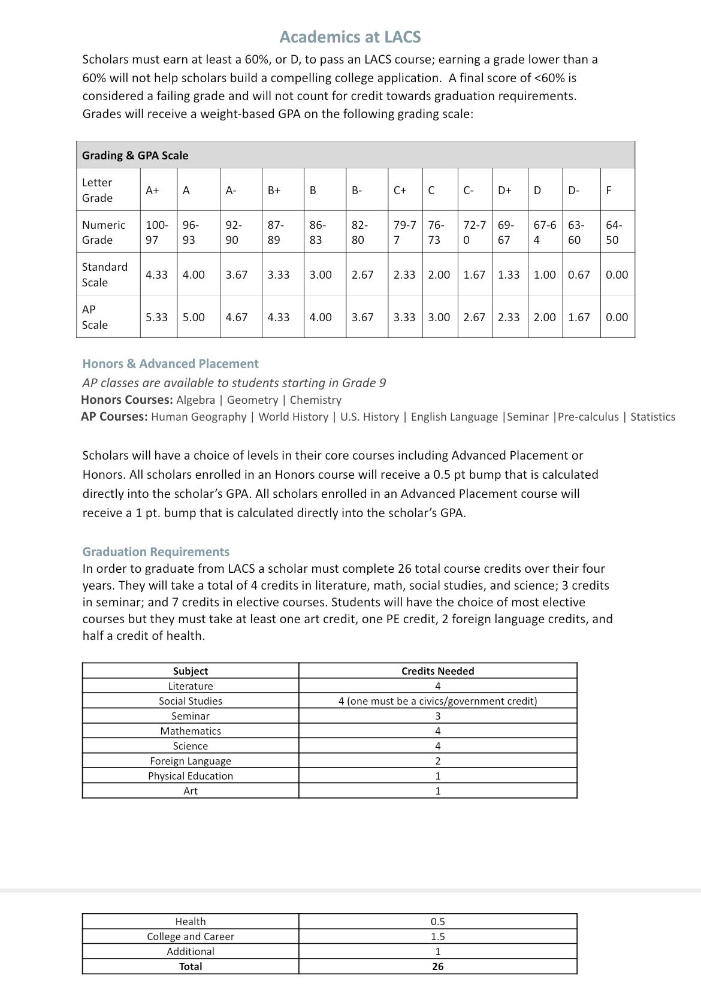 Academics at LACS
Scholars must earn at least a 60%, or D, to pass an LACS course; earning a grade lower than a
60% will not help scholars build a compelling college application.  A final score of <60% is
considered a failing grade and will not count for credit towards graduation requirements.
Grades will receive a weight-based GPA on the following grading scale:
Grading & GPA Scale
Letter Grade A+ A A- B+ B B- C+ C C- D+ D D- F
Numeric Grade 100-97 96-93 92-90 87-89 86-83 82-80 79-77 76-73 72-70 69-67 67-64 63-60 64-50
Standard Scale 4.33 4.00 3.67 3.33 3.00 2.67 2.33 2.00 1.67 1.33 1.00 0.67 0.00
AP Scale 5.33 5.00 4.67 4.33 4.00 3.67 3.33 3.00 2.67 2.33 2.00 1.67 0.00
Honors & Advanced Placement
AP classes are available to students starting in Grade 9
Honors Courses: Algebra | Geometry | Chemistry
AP Courses: Human Geography | World History | U.S. History | English Language |Seminar |Pre-calculus | Statistics
Scholars will have a choice of levels in their core courses including Advanced Placement or
Honors. All scholars enrolled in an Honors course will receive a 0.5 pt bump that is calculated
directly into the scholar’s GPA. All scholars enrolled in an Advanced Placement course will
receive a 1 pt. bump that is calculated directly into the scholar’s GPA.
Graduation Requirements
In order to graduate from LACS a scholar must complete 26 total course credits over their four
years. They will take a total of 4 credits in literature, math, social studies, and science; 3 credits
in seminar; and 7 credits in elective courses. Students will have the choice of most elective
courses but they must take at least one art credit, one PE credit, 2 foreign language credits, and
half a credit of health.
Subject Credits Needed
Literature 4
Social Studies 4 (one must be a civics/government credit)
Seminar 3
Mathematics 4
Science 4
Foreign Language 2
Physical Education 1
Art 1
Health 0.5
College and Career 1.5
Additional 1
Total 26